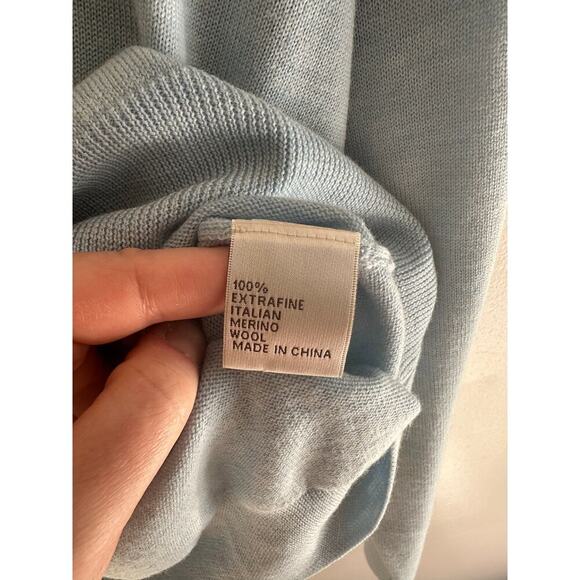 100%
EXTRAFINE
ITALIAN
MERINO
WOOL
MADE IN CHINA